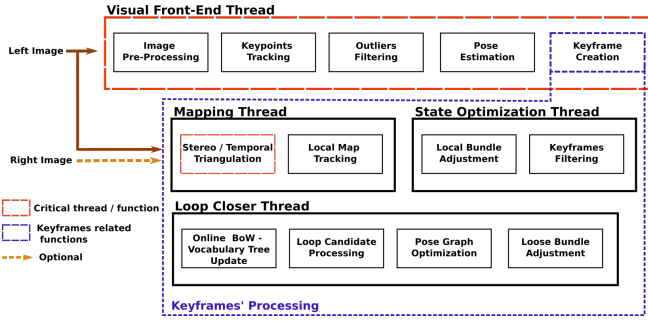 Visual Front-End Thread
Left Image
Image
Pre-Processing
Keypoints
Tracking
Outliers
Filtering
Pose
Estimation
Keyframe
Creation
Mapping Thread
State Optimization Thread
Right Image
Stereo / Temporal
Triangulation
Local Map
Tracking
Local Bundle
Adjustment
Keyframes
Filtering
Critical thread / function
Keyframes related
functions
Optional
Loop Closer Thread
Online BoW -
Vocabulary Tree
Update
Loop Candidate
Processing
Pose Graph
Optimization
Loose Bundle
Adjustment
Keyframes' Processing